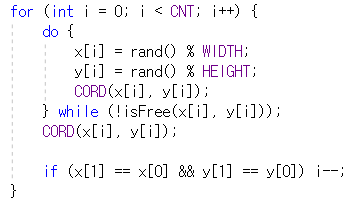 for (int i = 0; i < CNT; i++) {
do {
x[i] = rand() % WIDTH;
y[i] = rand() % HEIGHT;
CORD(x[i], y[i]);
} while (!isFree(x[i], y[i]));
CORD(x[i], y[i]);
if (x[1] == x[0] && y[1] == y[0]) i--;
}